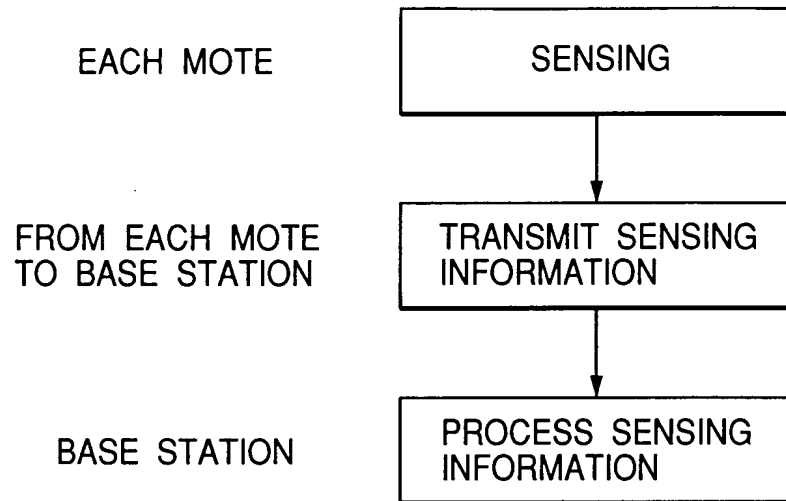 EACH MOTE
SENSING
FROM EACH MOTE
TO BASE STATION
TRANSMIT SENSING
INFORMATION
BASE STATION
PROCESS SENSING
INFORMATION